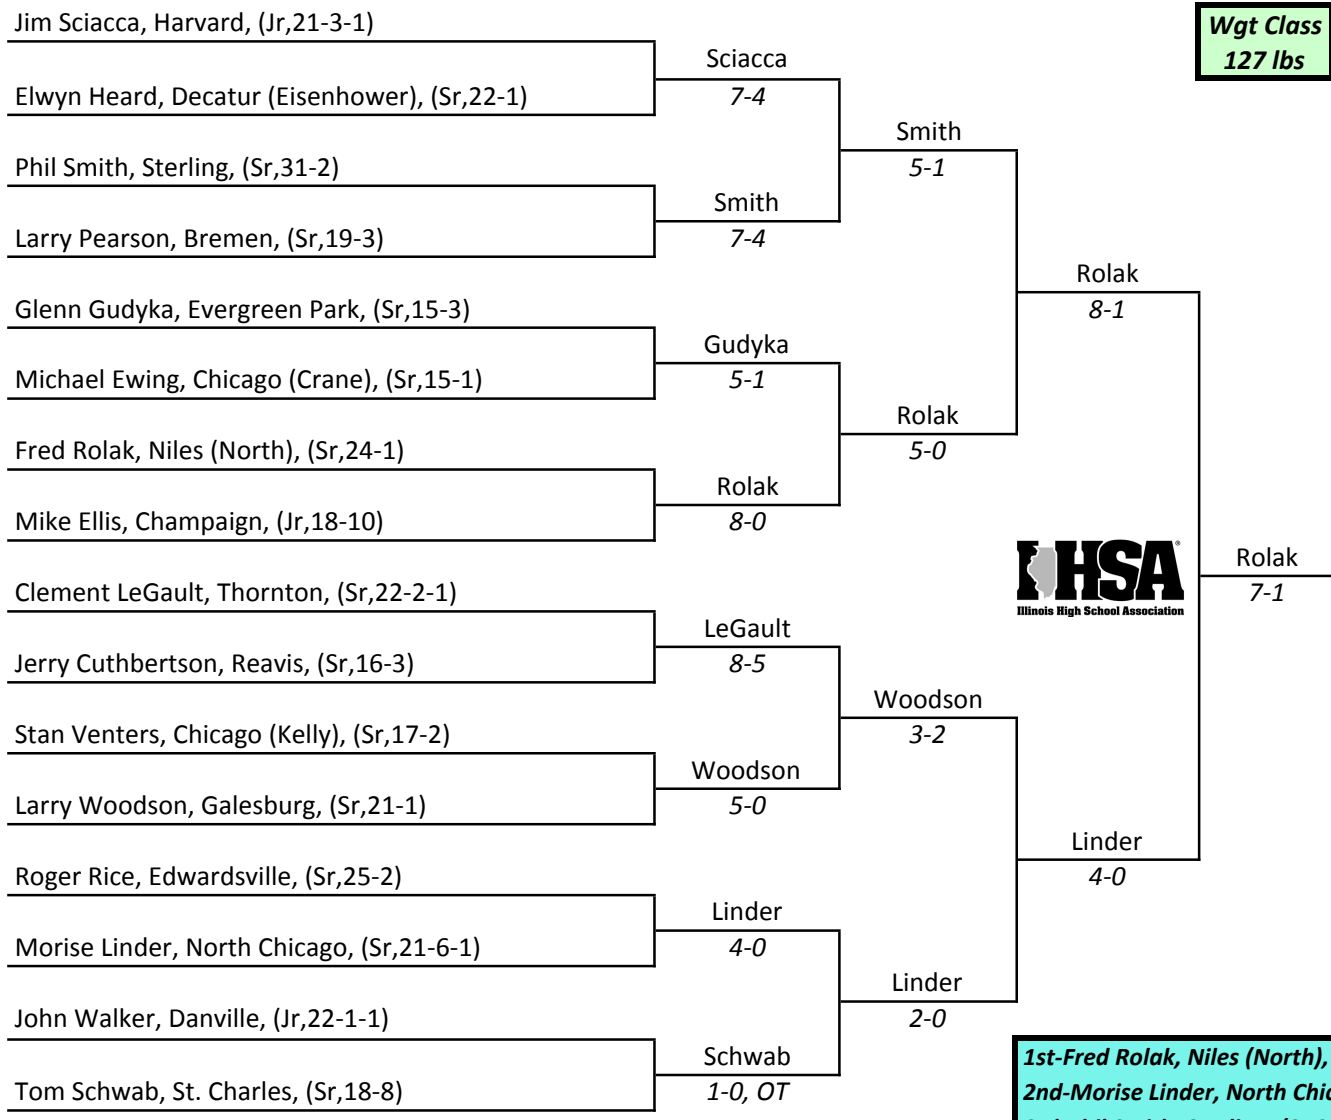 Jim Sciacca, Harvard, (Jr,21-3-1)
Wgt Class
127 lbs
Sciacca
7-4
Elwyn Heard, Decatur (Eisenhower), (Sr,22-1)
Smith
5-1
Phil Smith, Sterling, (Sr,31-2)
Smith
7-4
Larry Pearson, Bremen, (Sr,19-3)
Rolak
8-1
Glenn Gudyka, Evergreen Park, (Sr,15-3)
Gudyka
5-1
Michael Ewing, Chicago (Crane), (Sr,15-1)
Rolak
5-0
Fred Rolak, Niles (North), (Sr,24-1)
Rolak
8-0
Mike Ellis, Champaign, (Jr,18-10)
IHSA®
Illinois High School Association
Rolak
7-1
Clement LeGault, Thornton, (Sr,22-2-1)
LeGault
8-5
Jerry Cuthbertson, Reavis, (Sr,16-3)
Woodson
3-2
Stan Venters, Chicago (Kelly), (Sr,17-2)
Woodson
5-0
Larry Woodson, Galesburg, (Sr,21-1)
Linder
4-0
Roger Rice, Edwardsville, (Sr,25-2)
Linder
4-0
Morise Linder, North Chicago, (Sr,21-6-1)
Linder
2-0
John Walker, Danville, (Jr,22-1-1)
Schwab
1-0, OT
Tom Schwab, St. Charles, (Sr,18-8)
1st-Fred Rolak, Niles (North),
2nd-Morise Linder, North Chic